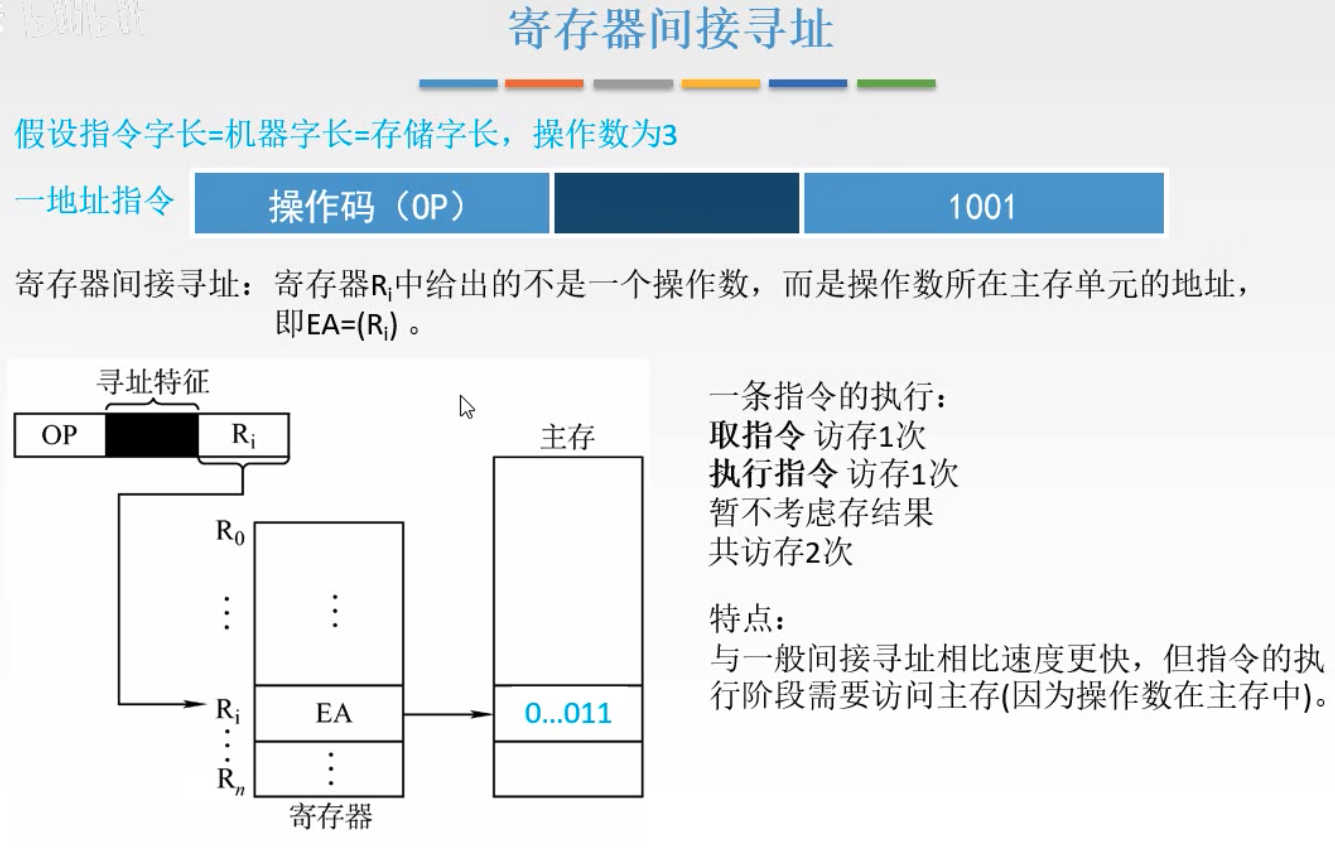 寄存器间接寻址
假设指令字长=机器字长=存储字长，操作数为3
一地址指令 操作码（OP） 1001
寄存器间接寻址：寄存器Ri中给出的不是一个操作数，而是操作数所在主存单元的地址，
即EA=(Ri) 。
寻址特征
OP Ri
主存
R0
⋮ ⋮
Ri EA 0...011
⋮
Rn ⋮
寄存器
一条指令的执行：
取指令 访存1次
执行指令 访存1次
暂不考虑存结果
共访存2次
特点：
与一般间接寻址相比速度更快，但指令的执
行阶段需要访问主存(因为操作数在主存中)。